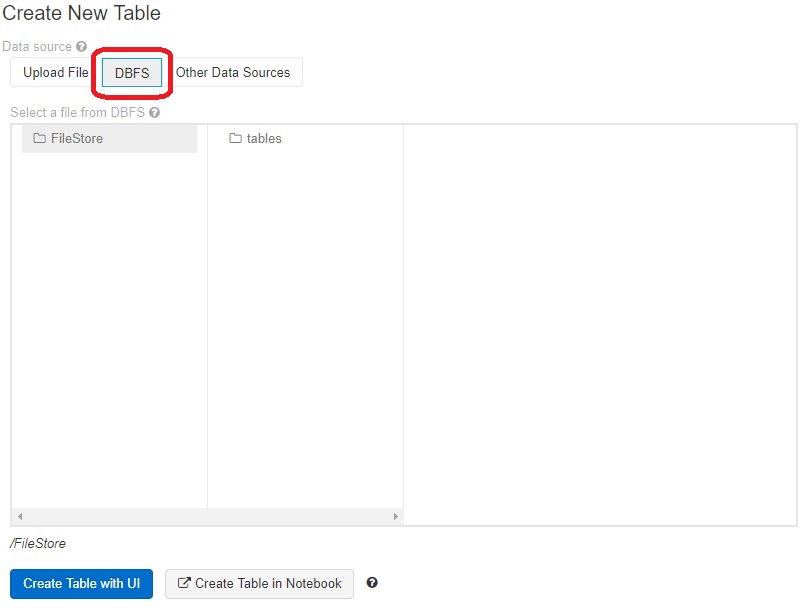 Create New Table
Data source
Upload File DBFS Other Data Sources
Select a file from DBFS
FileStore tables
/FileStore
Create Table with UI Create Table in Notebook